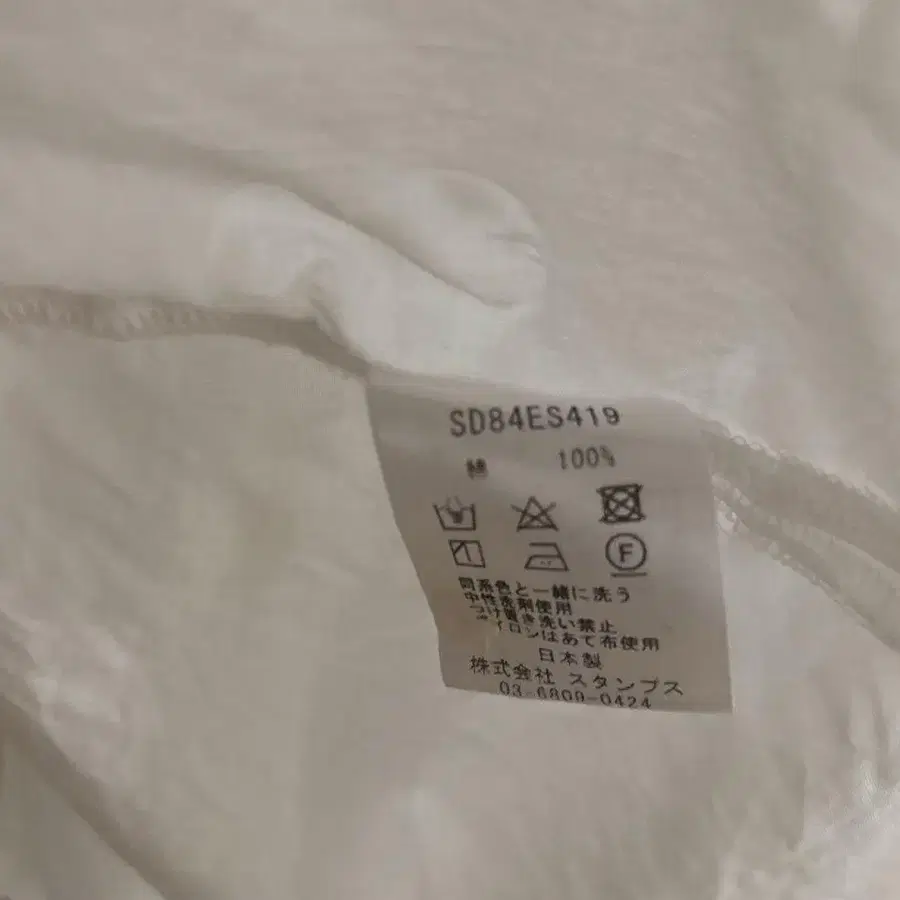 SD84ES419
綿 100%
F
同系色と一緒に洗う
中性洗剤使用
つけ置き洗い禁止
アイロンはあて布使用
日本製
株式会社 スタンプス
03-6809-0424